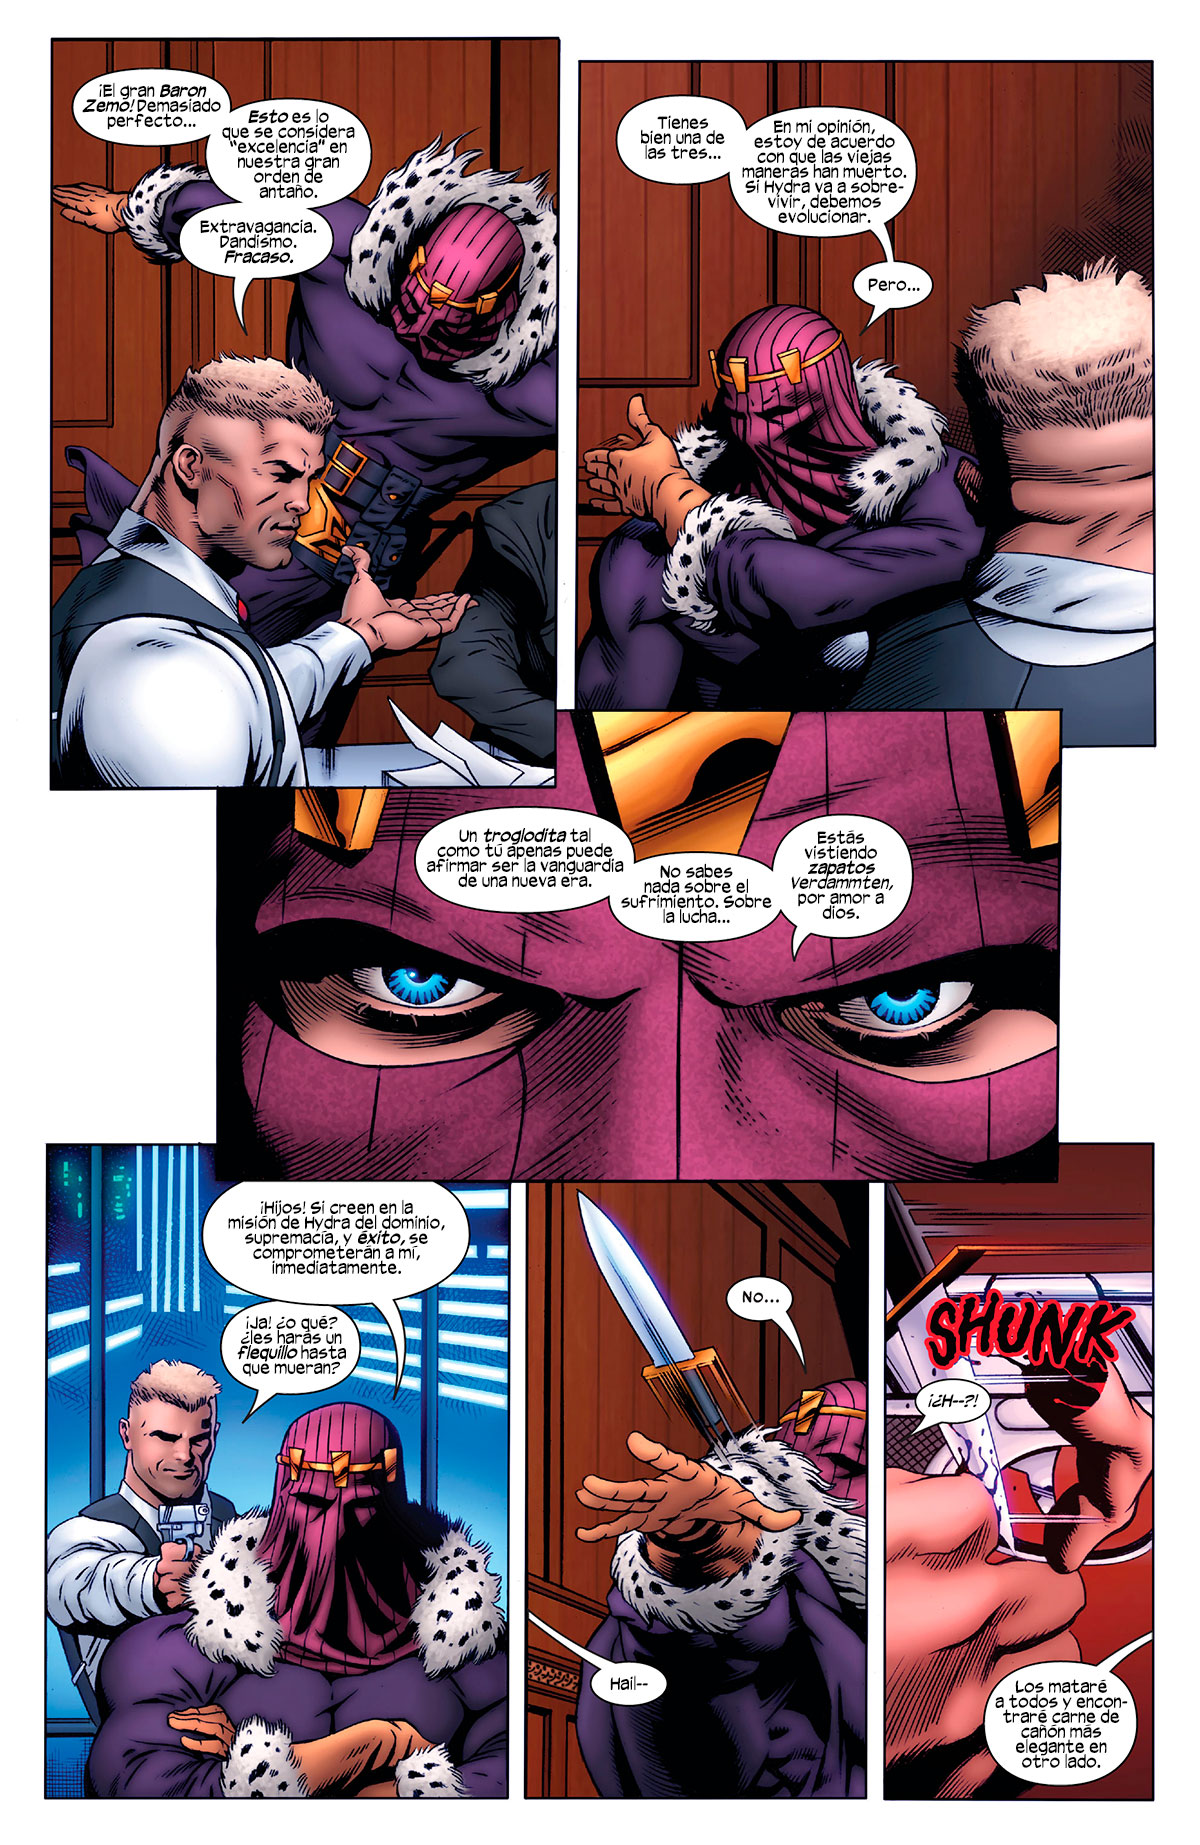 ¡El gran Baron
Zemo! Demasiado
perfecto...
Esto es lo
que se considera
"excelencia" en
nuestra gran
orden de
antaño.
Extravagancia.
Dandismo.
Fracaso.
Tienes
bien una de
las tres...
En mi opinión,
estoy de acuerdo
con que las viejas
maneras han muerto.
Si Hydra va a sobre-
vivir, debemos
evolucionar.
Pero...
Un troglodita tal
como tú apenas puede
afirmar ser la vanguardia
de una nueva era.
No sabes
nada sobre el
sufrimiento. Sobre
la lucha...
Estás
vistiendo
zapatos
Verdammten,
por amor a
dios.
¡Hijos! Si creen en la
misión de Hydra del dominio,
supremacía, y éxito, se
comprometerán a mí,
inmediatamente.
¡Ja! ¿o qué?
¿les harás un
flequillo hasta
que mueran?
No...
Hail--
SHUNK
¡¿H--?!
Los mataré
a todos y encon-
traré carne de
cañón más
elegante en
otro lado.